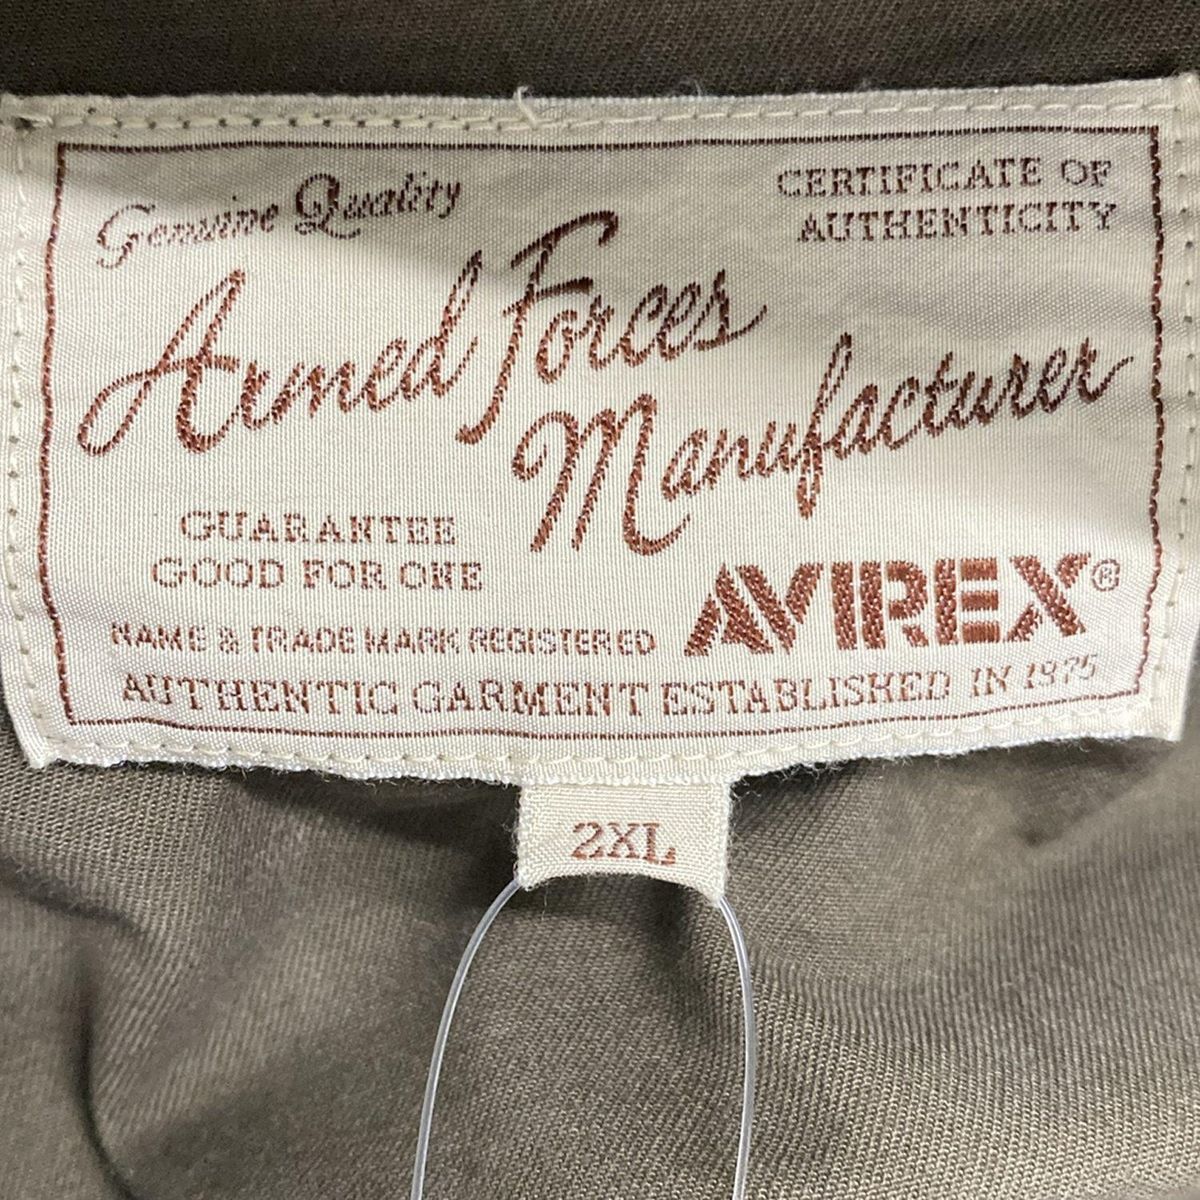 Genuine Quality
CERTIFICATE OF
AUTHENTICITY
Armed Forces
Manufacturer
GUARANTEE
GOOD FOR ONE
NAME & TRADE MARK REGISTERED
AVIREX®
AUTHENTIC GARMENT ESTABLISHED IN 1975
2XL